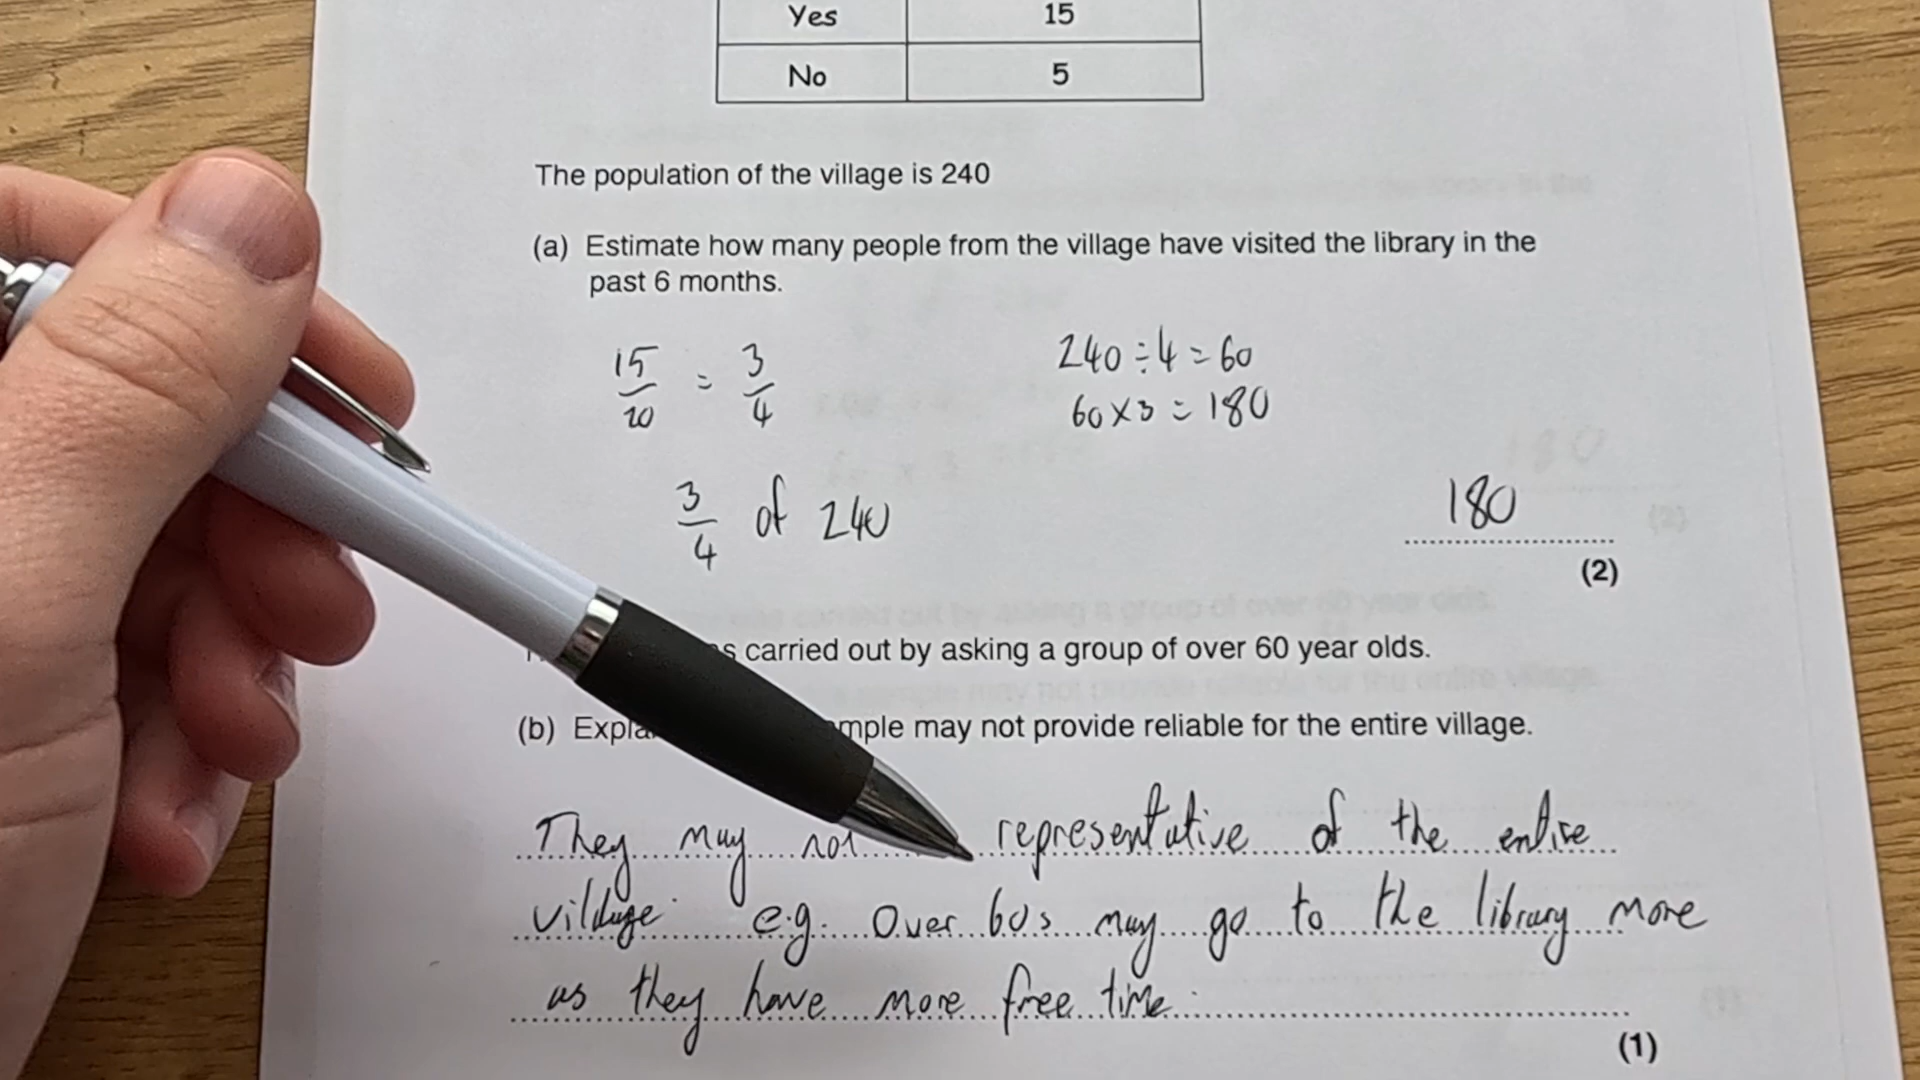 Yes 15
No 5
The population of the village is 240
(a) Estimate how many people from the village have visited the library in the
past 6 months.
15/20 = 3/4
240 ÷ 4 = 60
60 × 3 = 180
3/4 of 240
180
(2)
carried out by asking a group of over 60 year olds.
(b) may not provide reliable for the entire village.
They may not representative of the entire
village. e.g. Over 60s may go to the library more
as they have more free time.
(1)